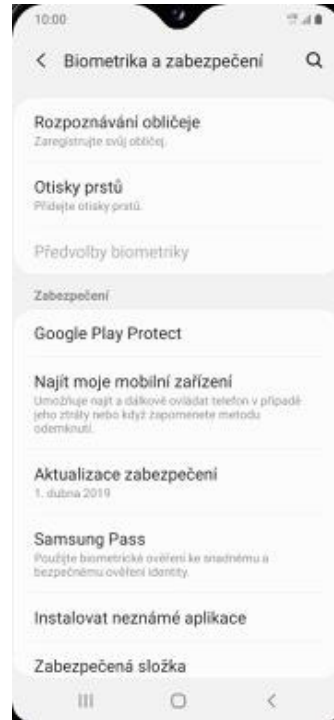 10:00
Biometrika a zabezpečení
Rozpoznávání obličeje
Zaregistrujte svůj obličej.
Otisky prstů
Přidejte otisky prstů.
Předvolby biometriky
Zabezpečení
Google Play Protect
Najít moje mobilní zařízení
Umožňuje najít a dálkově ovládat telefon v případě
jeho ztráty nebo když zapomenete metodu
odemknutí.
Aktualizace zabezpečení
1. dubna 2019
Samsung Pass
Použijte biometrické ověření ke snadnému a
bezpečnému ověření identity.
Instalovat neznámé aplikace
Zabezpečená složka